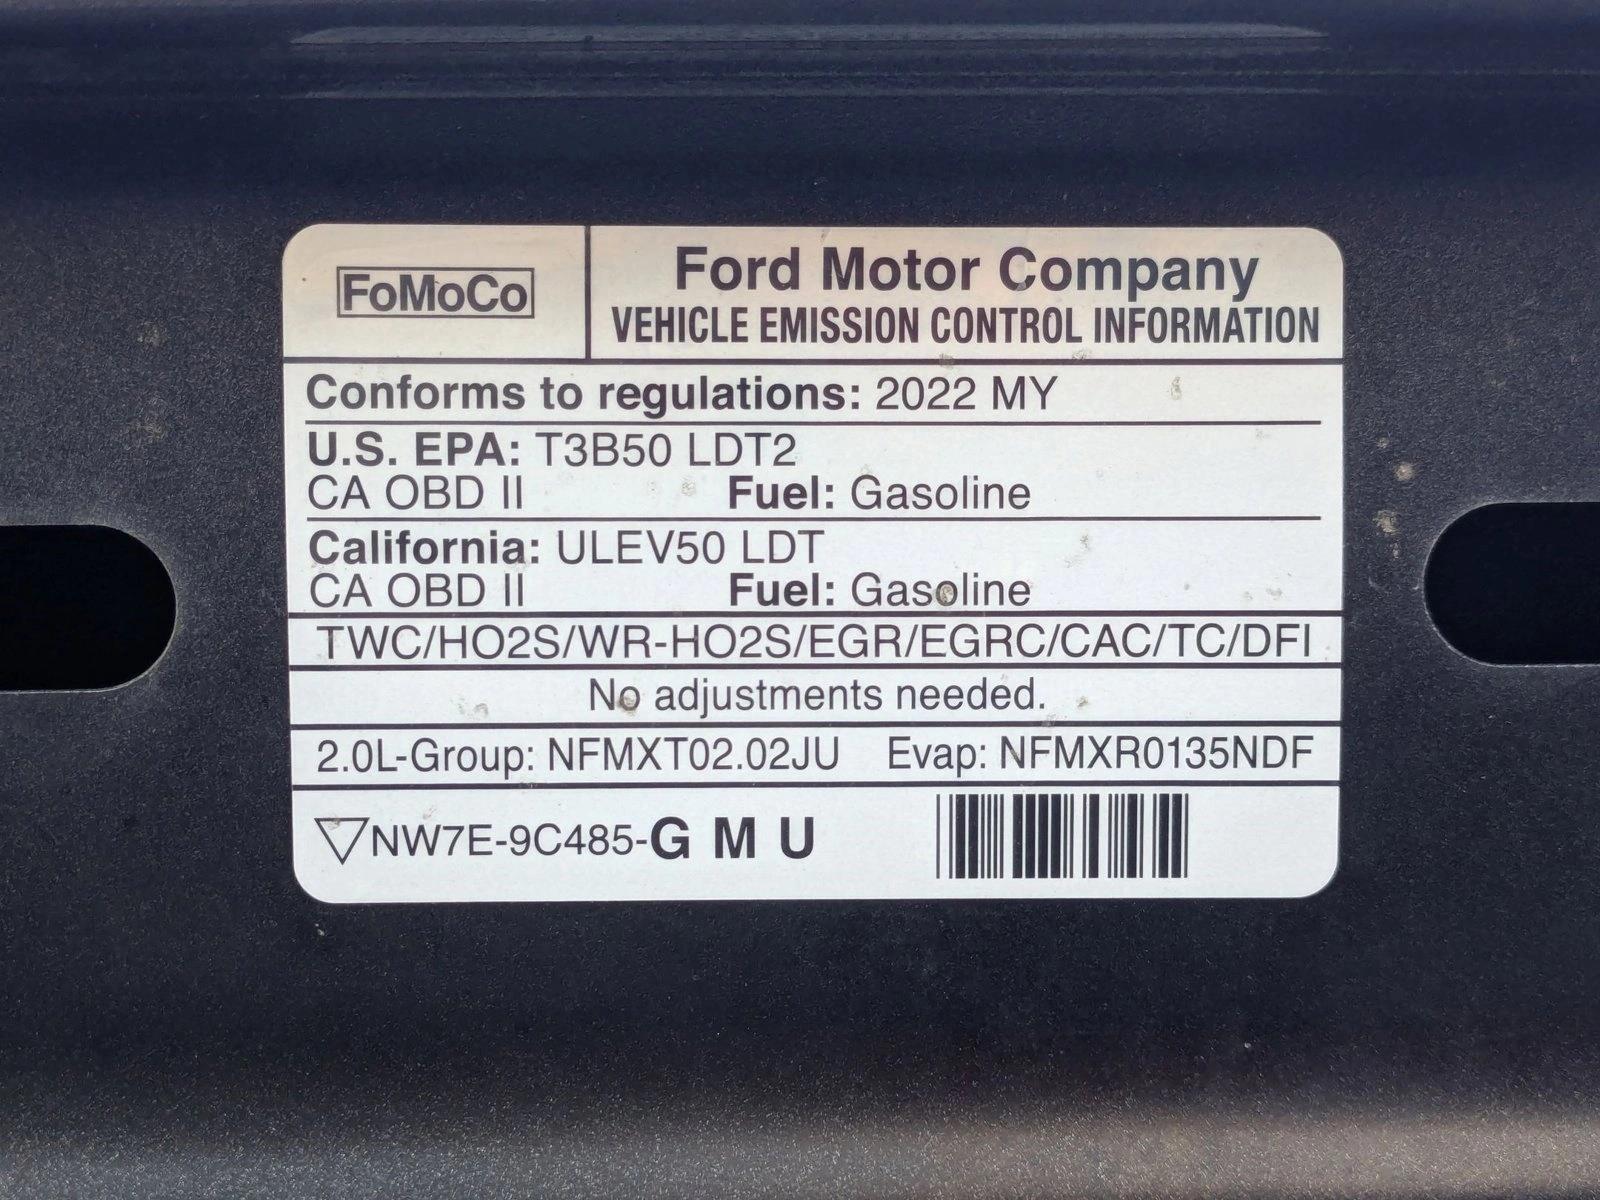 FoMoCo
Ford Motor Company
VEHICLE EMISSION CONTROL INFORMATION
Conforms to regulations: 2022 MY
U.S. EPA: T3B50 LDT2
CA OBD II Fuel: Gasoline
California: ULEV50 LDT
CA OBD II Fuel: Gasoline
TWC/HO2S/WR-HO2S/EGR/EGRC/CAC/TC/DFI
No adjustments needed.
2.0L-Group: NFMXT02.02JU Evap: NFMXR0135NDF
NW7E-9C485-G M U